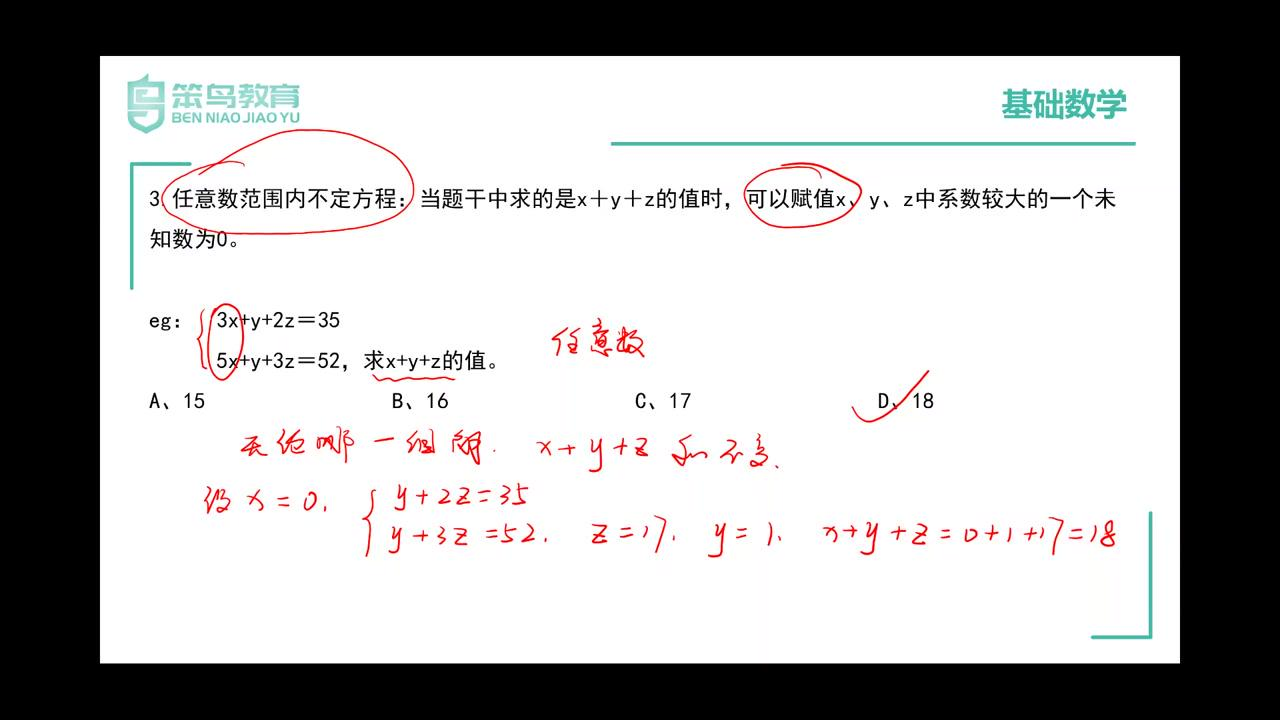 笨鸟教育
BEN NIAO JIAO YU
基础数学
3.任意数范围内不定方程：当题干中求的是x＋y＋z的值时，可以赋值x、y、z中系数较大的一个未
知数为0。
eg： 3x+y+2z＝35
5x+y+3z＝52，求x+y+z的值。
任意数
A、15 B、16 C、17 D、18
无论哪一组解. x+y+z 和不变.
设 x=0, y+2z=35
y+3z=52. z=17. y=1. x+y+z=0+1+17=18